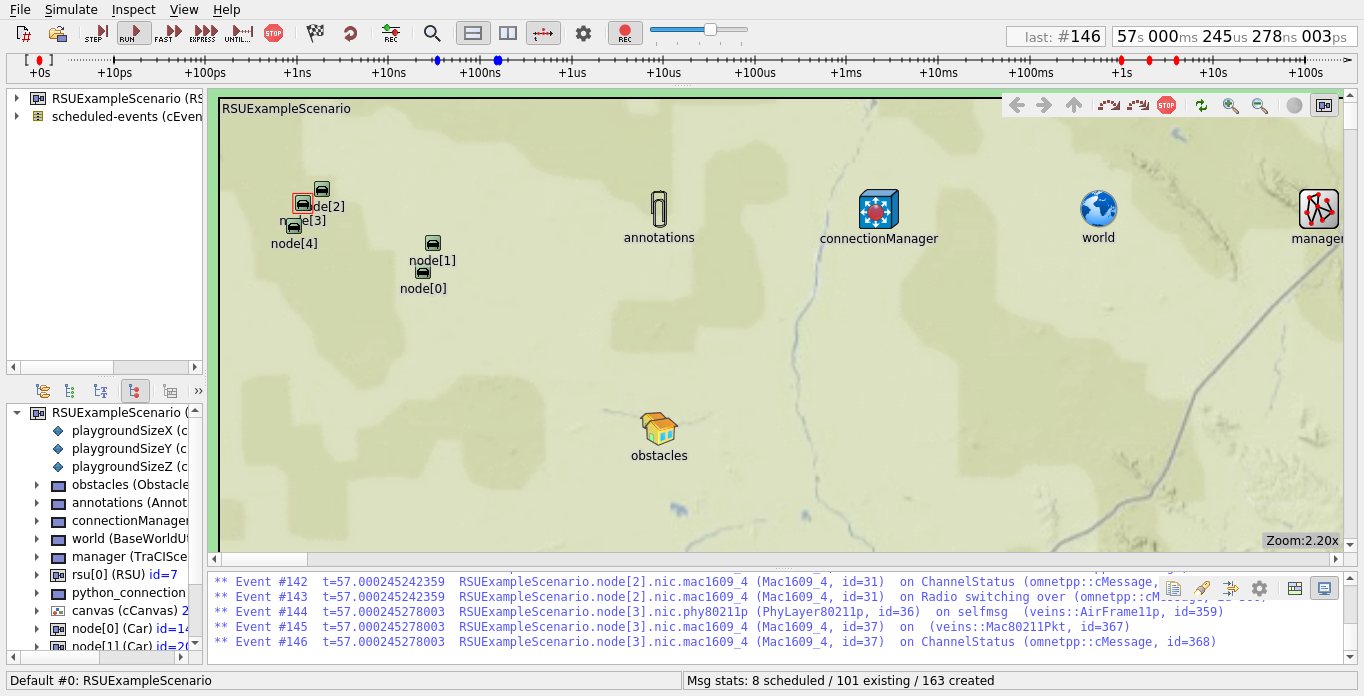 File Simulate Inspect View Help
STEP RUN FAST EXPRESS UNTIL... STOP REC REC
last: #146 57s 000ms 245us 278ns 003ps
+0s +10ps +100ps +1ns +10ns +100ns +1us +10us +100us +1ms +10ms +100ms +1s +10s +100s
RSUExampleScenario (RS
scheduled-events (cEven
RSUExampleScenario (
playgroundSizeX (c
playgroundSizeY (c
playgroundSizeZ (c
obstacles (Obstacle
annotations (Annot
connectionManager
world (BaseWorldUt
manager (TraCISce
rsu[0] (RSU) id=7
python_connection
canvas (cCanvas) 2
node[0] (Car) id=14
node[1] (Car) id=20
RSUExampleScenario
STOP
node[2]
node[3]
node[4]
node[1]
node[0]
annotations
connectionManager
world
manager
obstacles
Zoom:2.20x
** Event #142 t=57.000245242359 RSUExampleScenario.node[2].nic.mac1609_4 (Mac1609_4, id=31) on ChannelStatus (omnetpp::cMessage,
** Event #143 t=57.000245242359 RSUExampleScenario.node[2].nic.mac1609_4 (Mac1609_4, id=31) on Radio switching over (omnetpp::cMessage,
** Event #144 t=57.000245278003 RSUExampleScenario.node[3].nic.phy80211p (PhyLayer80211p, id=36) on selfmsg (veins::AirFrame11p, id=359)
** Event #145 t=57.000245278003 RSUExampleScenario.node[3].nic.mac1609_4 (Mac1609_4, id=37) on (veins::Mac80211Pkt, id=367)
** Event #146 t=57.000245278003 RSUExampleScenario.node[3].nic.mac1609_4 (Mac1609_4, id=37) on ChannelStatus (omnetpp::cMessage, id=368)
Default #0: RSUExampleScenario
Msg stats: 8 scheduled / 101 existing / 163 created